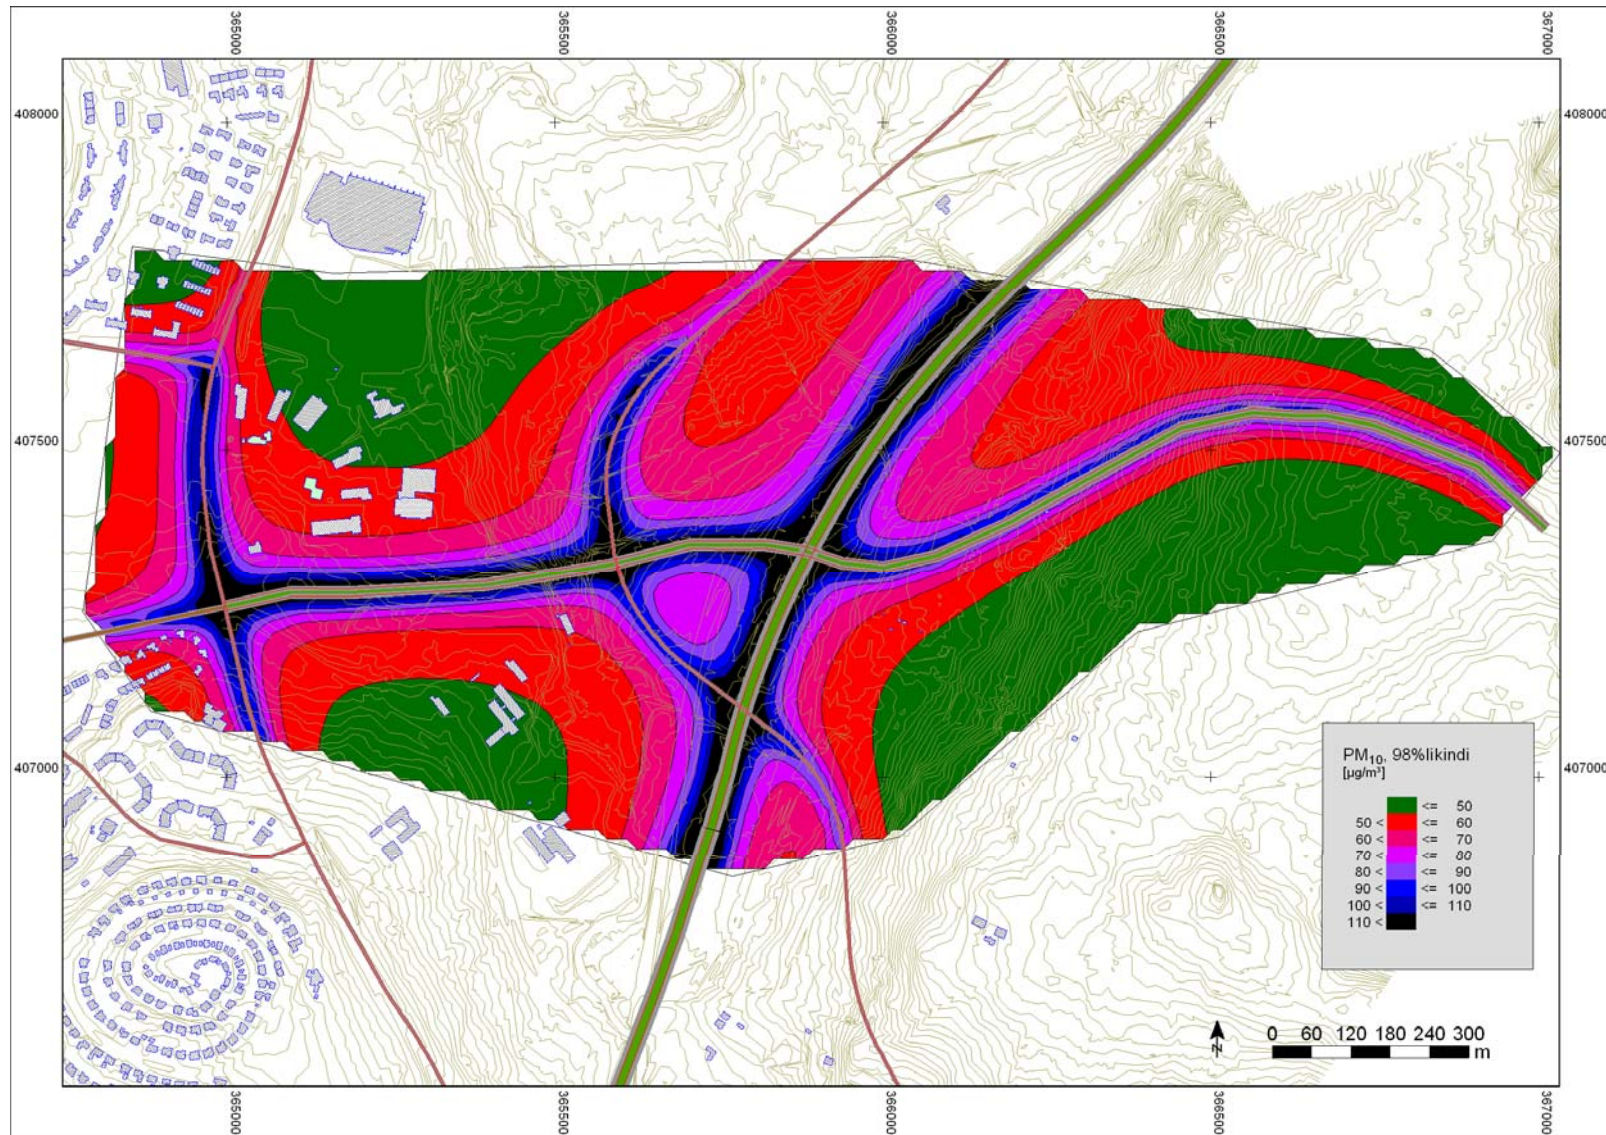 365000 365500 366000 366500 367000
408000 408000
407500 407500
407000 407000
PM₁₀, 98%likindi
[µg/m³]
<= 50
50 < <= 60
60 < <= 70
70 < <= 80
80 < <= 90
90 < <= 100
100 < <= 110
110 <
N
0 60 120 180 240 300
m
365000 365500 366000 366500 367000